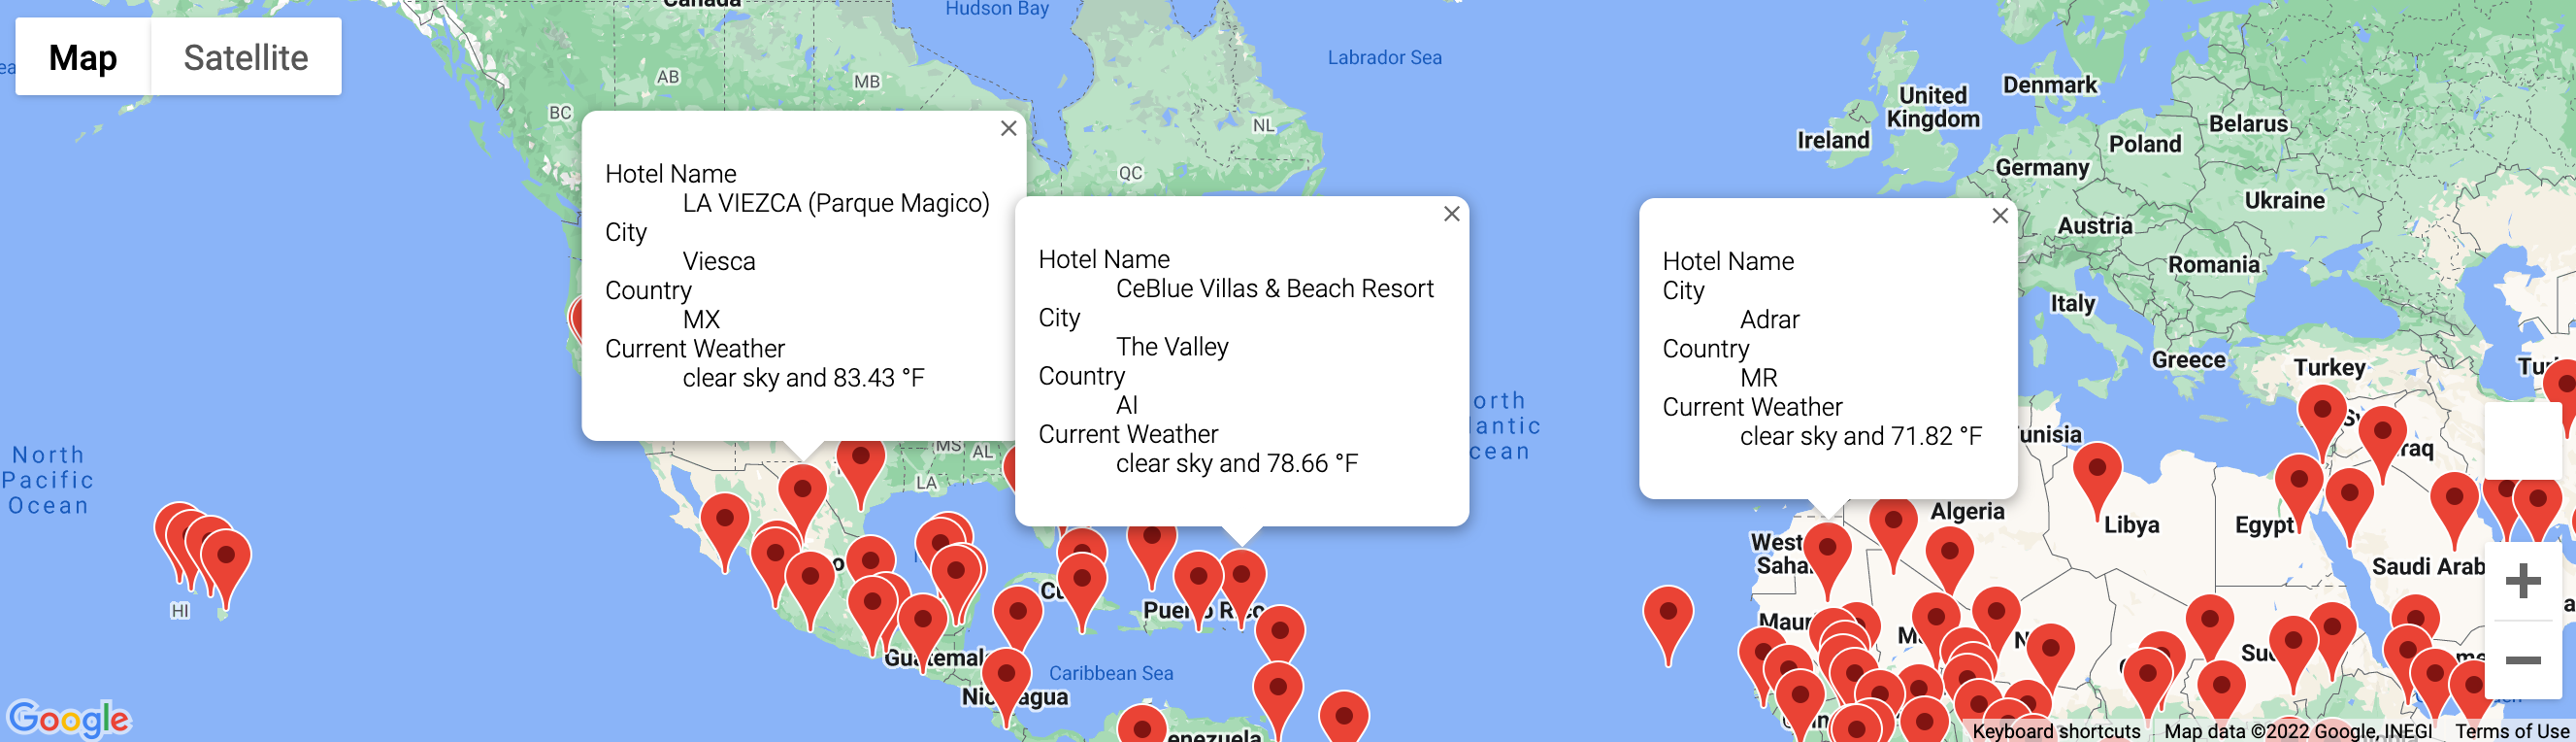 Canada
Hudson Bay
Map
Satellite
Labrador Sea
AB
MB
BC
NL
QC
Denmark
United
Kingdom
Ireland
Belarus
Poland
Germany
Ukraine
Austria
Romania
Italy
Greece
Turkey
Hotel Name
LA VIEZCA (Parque Magico)
City
Viesca
Country
MX
Current Weather
clear sky and 83.43 °F
Hotel Name
CeBlue Villas & Beach Resort
City
The Valley
Country
AI
Current Weather
clear sky and 78.66 °F
Hotel Name
City
Adrar
Country
MR
Current Weather
clear sky and 71.82 °F
North
Pacific
Ocean
orth
lantic
cean
MS
AL
LA
unisia
raq
Algeria
Libya
Egypt
West
Saha
Saudi Arab
HI
Cu
Puerto Rico
Maur
Guatemal
Caribbean Sea
Nic agua
enezuela
Su
Google
Keyboard shortcuts
Map data ©2022 Google, INEGI
Terms of Use